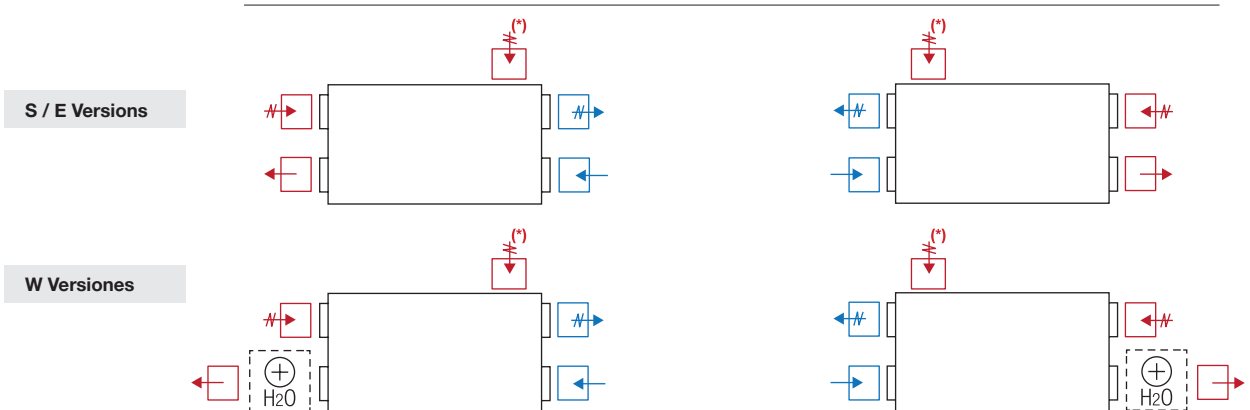 (*)
(*)
S / E Versions
(*)
(*)
W Versiones
+
H2O
+
H2O